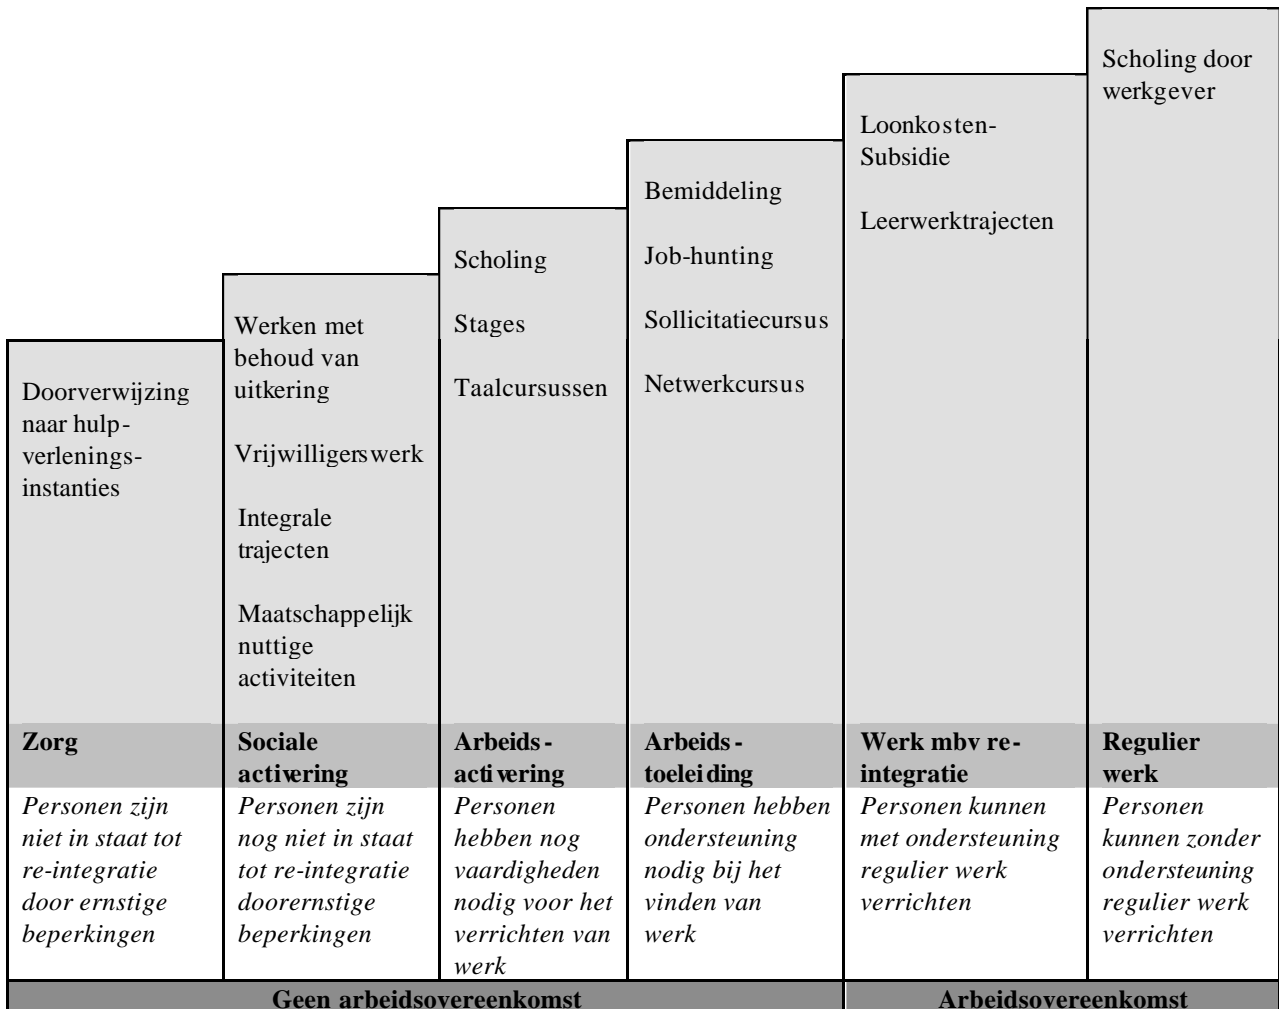 Doorverwijzing
naar hulp-
verlenings-
instanties
Werken met
behoud van
uitkering
Vrijwilligerswerk
Integrale
trajecten
Maatschappelijk
nuttige
activiteiten
Scholing
Stages
Taalcursussen
Bemiddeling
Job-hunting
Sollicitatiecursus
Netwerkcursus
Loonkosten-
Subsidie
Leerwerktrajecten
Scholing door
werkgever
Zorg
Sociale
activering
Arbeids-
activering
Arbeids-
toeleiding
Werk mbv re-
integratie
Regulier
werk
Personen zijn
niet in staat tot
re-integratie
door ernstige
beperkingen
Personen zijn
nog niet in staat
tot re-integratie
doorernstige
beperkingen
Personen
hebben nog
vaardigheden
nodig voor het
verrichten van
werk
Personen hebben
ondersteuning
nodig bij het
vinden van
werk
Personen kunnen
met ondersteuning
regulier werk
verrichten
Personen
kunnen zonder
ondersteuning
regulier werk
verrichten
Geen arbeidsovereenkomst
Arbeidsovereenkomst